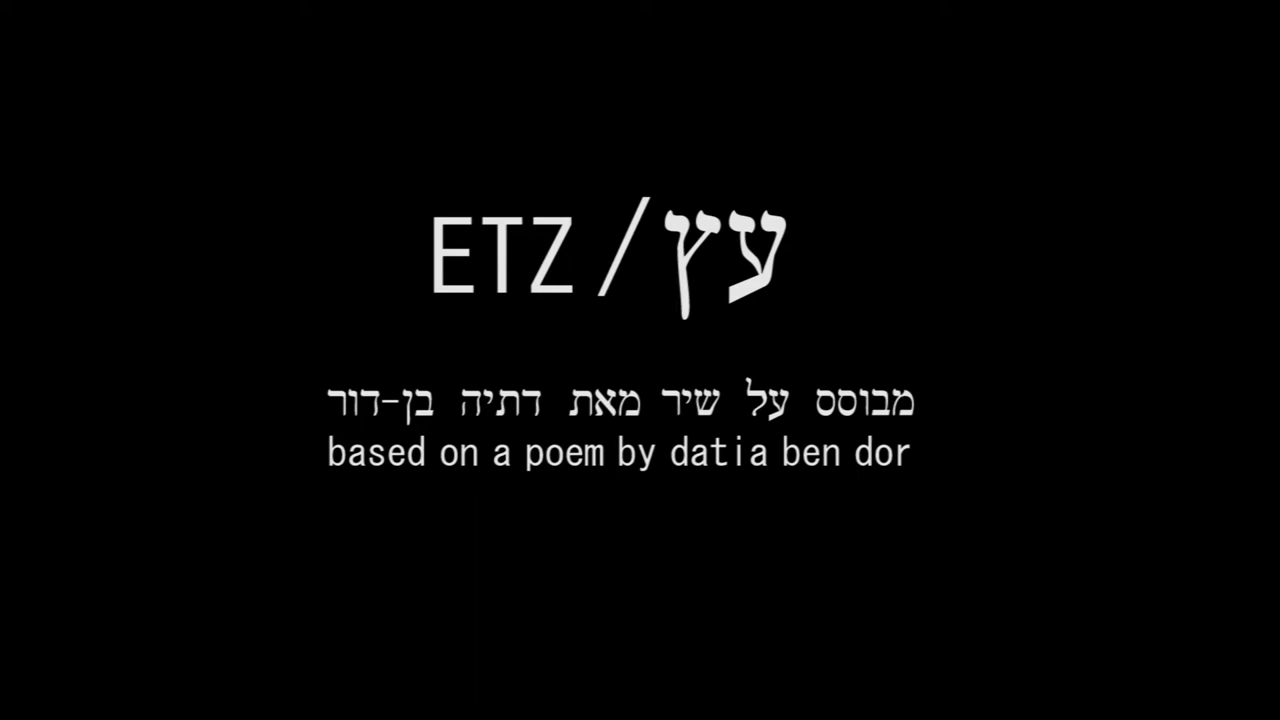 ETZ / עץ
מבוסס על שיר מאת דתיה בן-דור
based on a poem by datia ben dor